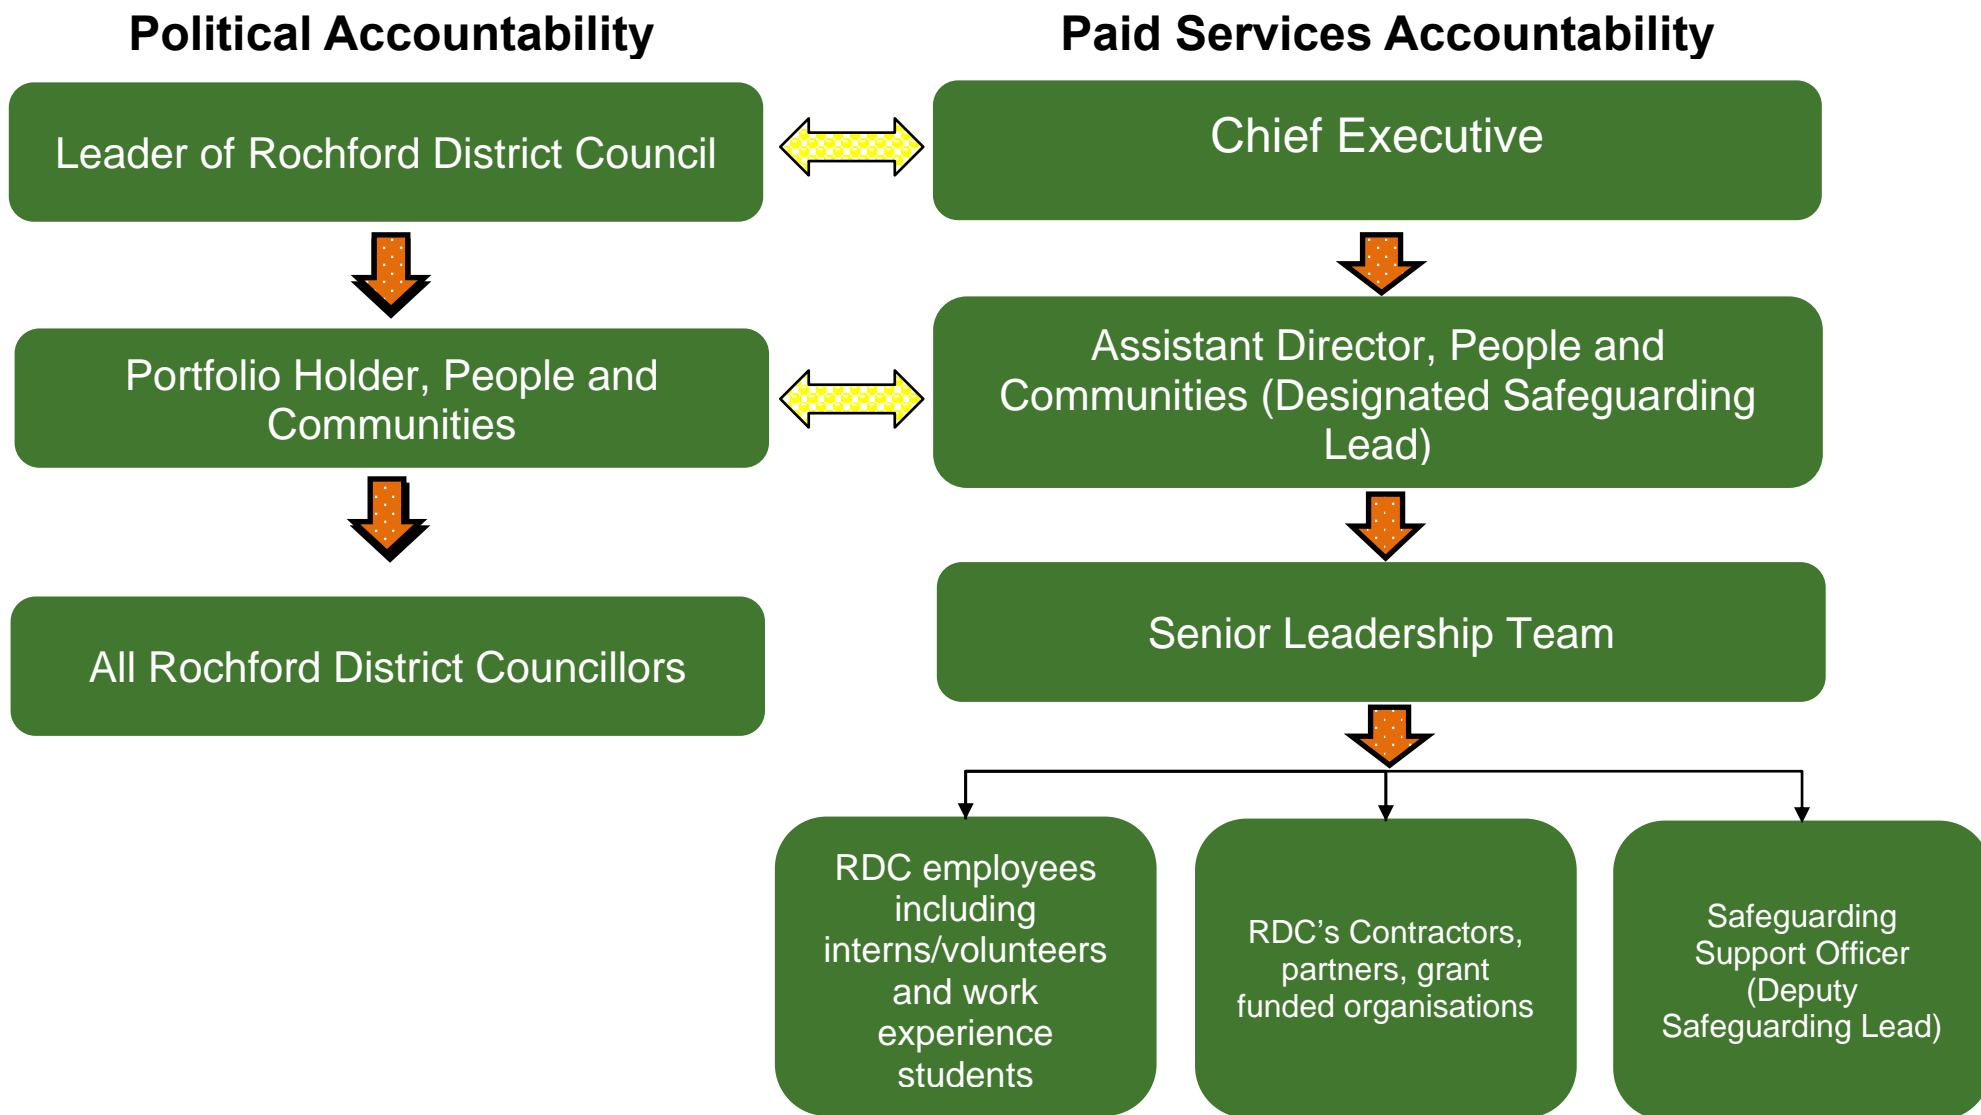 Political Accountability
Paid Services Accountability
Leader of Rochford District Council
Chief Executive
Portfolio Holder, People and
Communities
Assistant Director, People and
Communities (Designated Safeguarding
Lead)
All Rochford District Councillors
Senior Leadership Team
RDC employees
including
interns/volunteers
and work
experience
students
RDC’s Contractors,
partners, grant
funded organisations
Safeguarding
Support Officer
(Deputy
Safeguarding Lead)